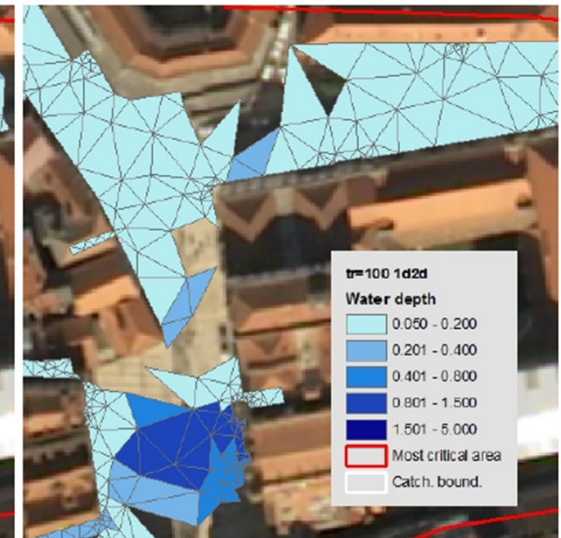 tr=100 1d2d
Water depth
0.050 - 0.200
0.201 - 0.400
0.401 - 0.800
0.801 - 1.500
1.501 - 5.000
Most critical area
Catch. bound.